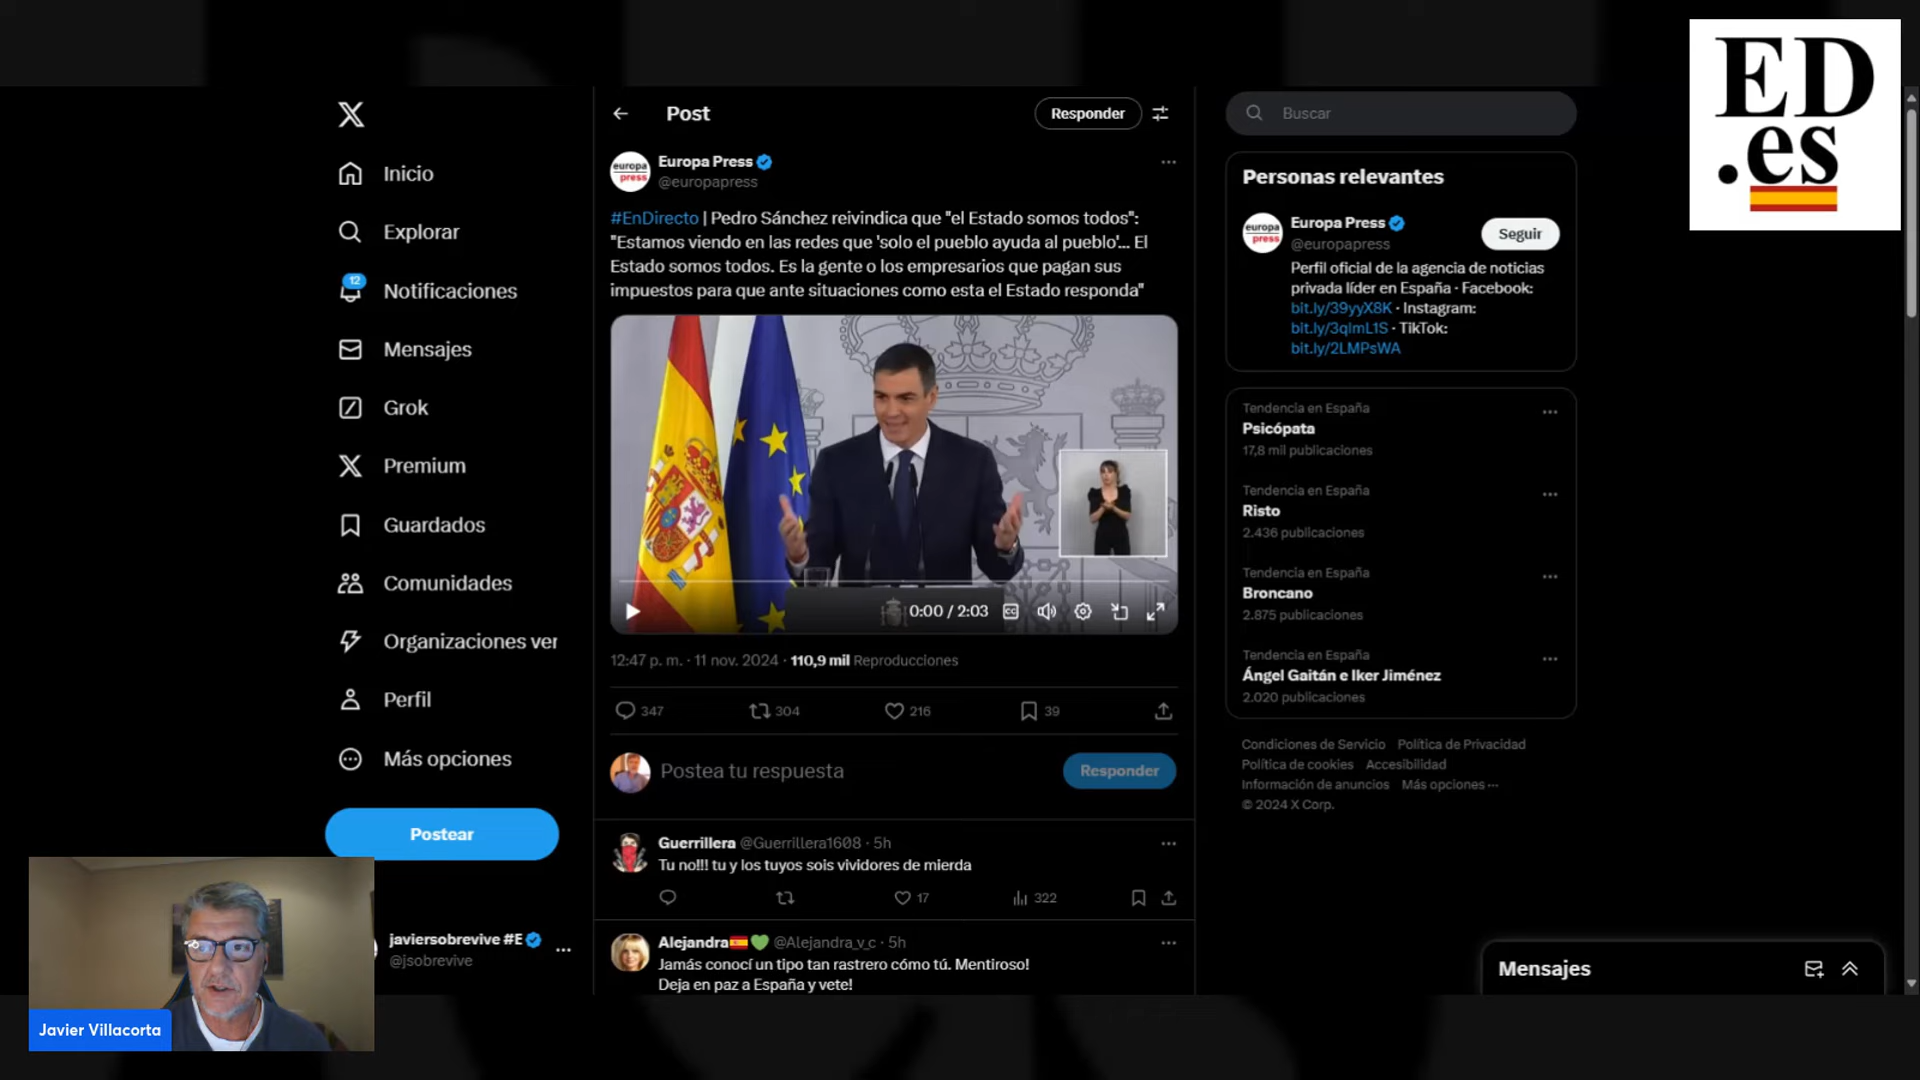 ED
.es
X
Inicio
Explorar
12
Notificaciones
Mensajes
Grok
Premium
Guardados
Comunidades
Organizaciones ver
Perfil
Más opciones
Postear
javiersobrevive #E
@jsobrevive
Javier Villacorta
Post
Responder
europa
press
Europa Press
@europapress
#EnDirecto | Pedro Sánchez reivindica que "el Estado somos todos":
"Estamos viendo en las redes que 'solo el pueblo ayuda al pueblo'... El
Estado somos todos. Es la gente o los empresarios que pagan sus
impuestos para que ante situaciones como esta el Estado responda"
0:00 / 2:03
CC
12:47 p. m. · 11 nov. 2024 · 110,9 mil Reproducciones
347
304
216
39
Postea tu respuesta
Responder
Guerrillera @Guerrillera1608 · 5h
Tu no!!! tu y los tuyos sois vividores de mierda
17
322
Alejandra @Alejandra_v_c · 5h
Jamás conocí un tipo tan rastrero cómo tú. Mentiroso!
Deja en paz a España y vete!
Buscar
Personas relevantes
europa
press
Europa Press
@europapress
Seguir
Perfil oficial de la agencia de noticias
privada líder en España · Facebook:
bit.ly/39yyX8K · Instagram:
bit.ly/3qlmL1S · TikTok:
bit.ly/2LMPsWA
Tendencia en España
Psicópata
17,8 mil publicaciones
Tendencia en España
Risto
2.436 publicaciones
Tendencia en España
Broncano
2.875 publicaciones
Tendencia en España
Ángel Gaitán e Iker Jiménez
2.020 publicaciones
Condiciones de Servicio Política de Privacidad
Política de cookies Accesibilidad
Información de anuncios Más opciones ···
© 2024 X Corp.
Mensajes